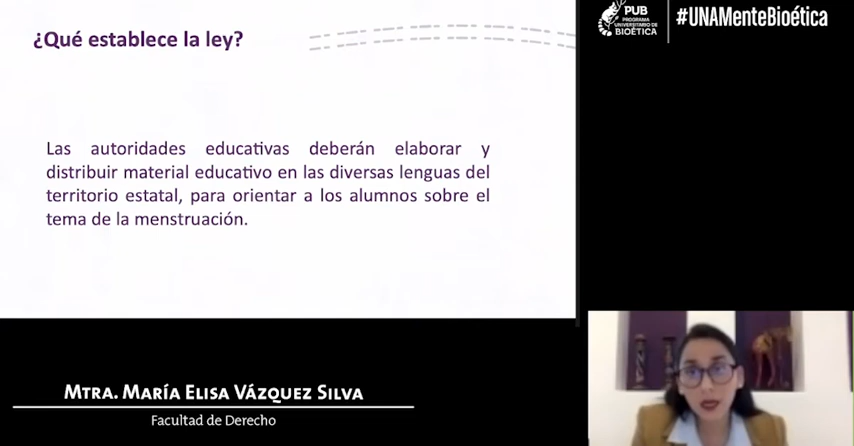 ¿Qué establece la ley?
Las autoridades educativas deberán elaborar y
distribuir material educativo en las diversas lenguas del
territorio estatal, para orientar a los alumnos sobre el
tema de la menstruación.
PUB
PROGRAMA
UNIVERSITARIO DE
BIOÉTICA
#UNAMenteBioética
MTRA. MARÍA ELISA VÁZQUEZ SILVA
Facultad de Derecho